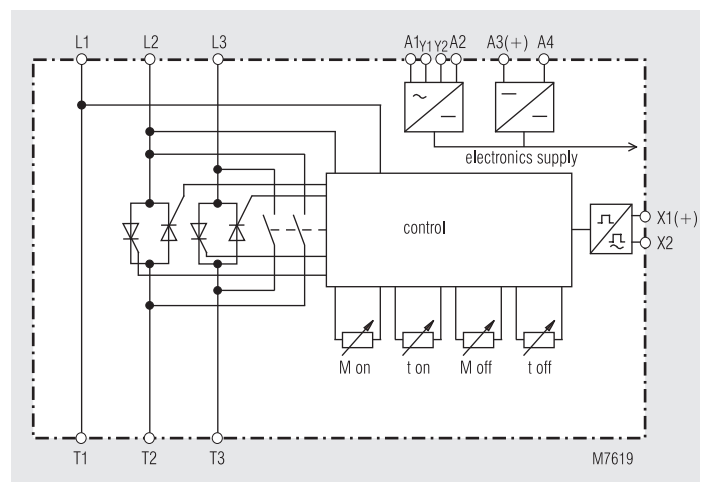 L1 L2 L3 A1 Y1 Y2 A2 A3(+) A4
electronics supply
control
X1(+)
X2
M on t on M off t off
T1 T2 T3
M7619